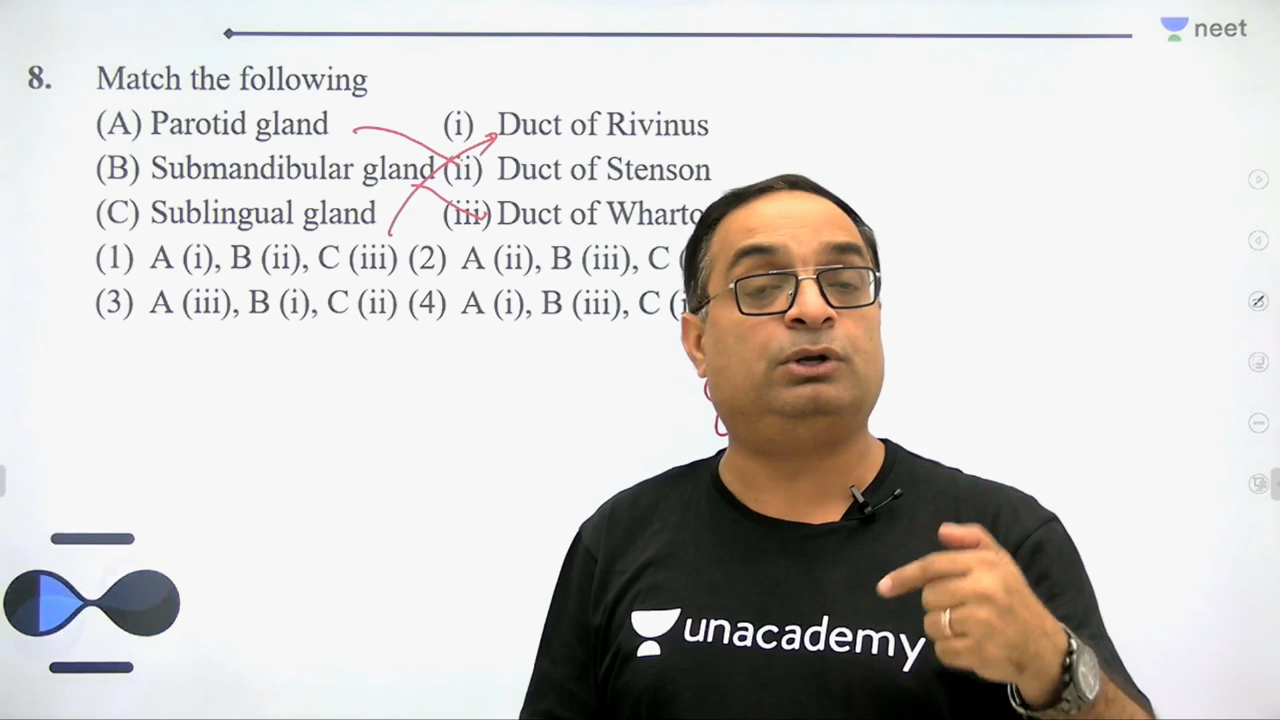 neet
8. Match the following
(A) Parotid gland (i) Duct of Rivinus
(B) Submandibular gland (ii) Duct of Stenson
(C) Sublingual gland (iii) Duct of
(1) A (i), B (ii), C (iii) (2) A (ii), B (iii), C
(3) A (iii), B (i), C (ii) (4) A (i), B (iii), C
unacademy